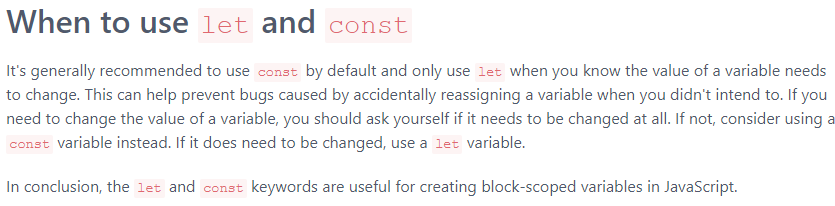 When to use let and const
It's generally recommended to use const by default and only use let when you know the value of a variable needs
to change. This can help prevent bugs caused by accidentally reassigning a variable when you didn't intend to. If you
need to change the value of a variable, you should ask yourself if it needs to be changed at all. If not, consider using a
const variable instead. If it does need to be changed, use a let variable.
In conclusion, the let and const keywords are useful for creating block-scoped variables in JavaScript.